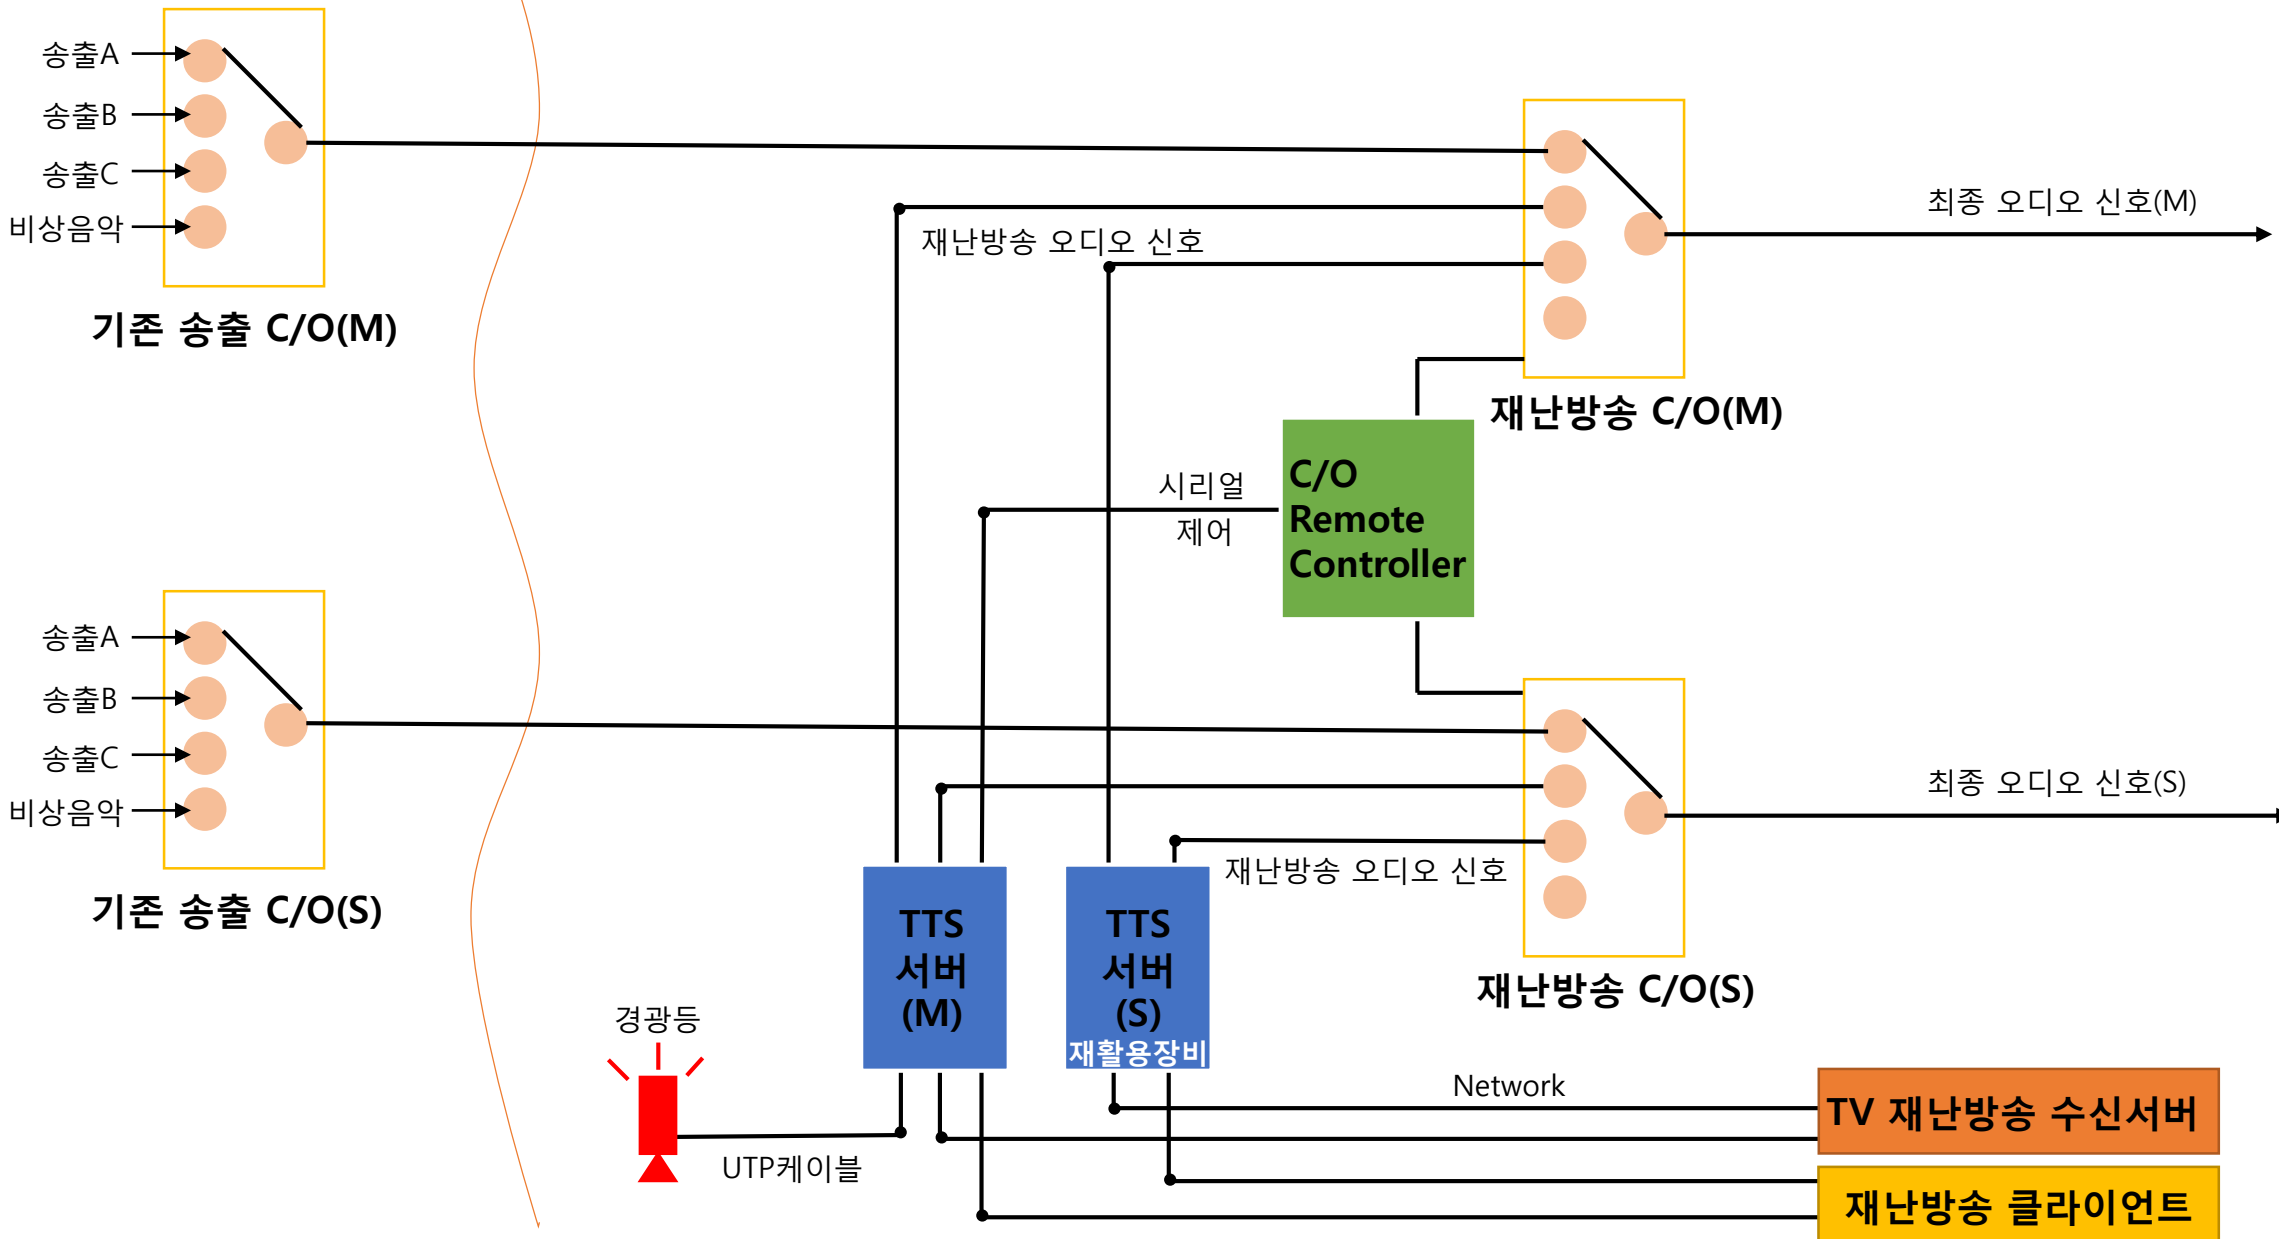 송출A
송출B
송출C
비상음악
기존 송출 C/O(M)
재난방송 오디오 신호
최종 오디오 신호(M)
재난방송 C/O(M)
시리얼
제어
C/O
Remote
Controller
송출A
송출B
송출C
비상음악
기존 송출 C/O(S)
최종 오디오 신호(S)
재난방송 오디오 신호
재난방송 C/O(S)
TTS
서버
(M)
TTS
서버
(S)
재활용장비
경광등
UTP케이블
Network
TV 재난방송 수신서버
재난방송 클라이언트